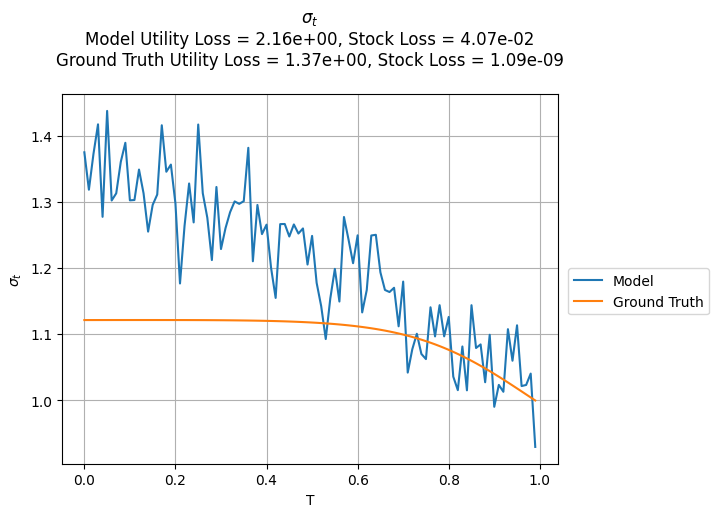 σt
Model Utility Loss = 2.16e+00, Stock Loss = 4.07e-02
Ground Truth Utility Loss = 1.37e+00, Stock Loss = 1.09e-09
1.4
1.3
1.2
1.1
1.0
σt
0.0 0.2 0.4 0.6 0.8 1.0
T
Model
Ground Truth